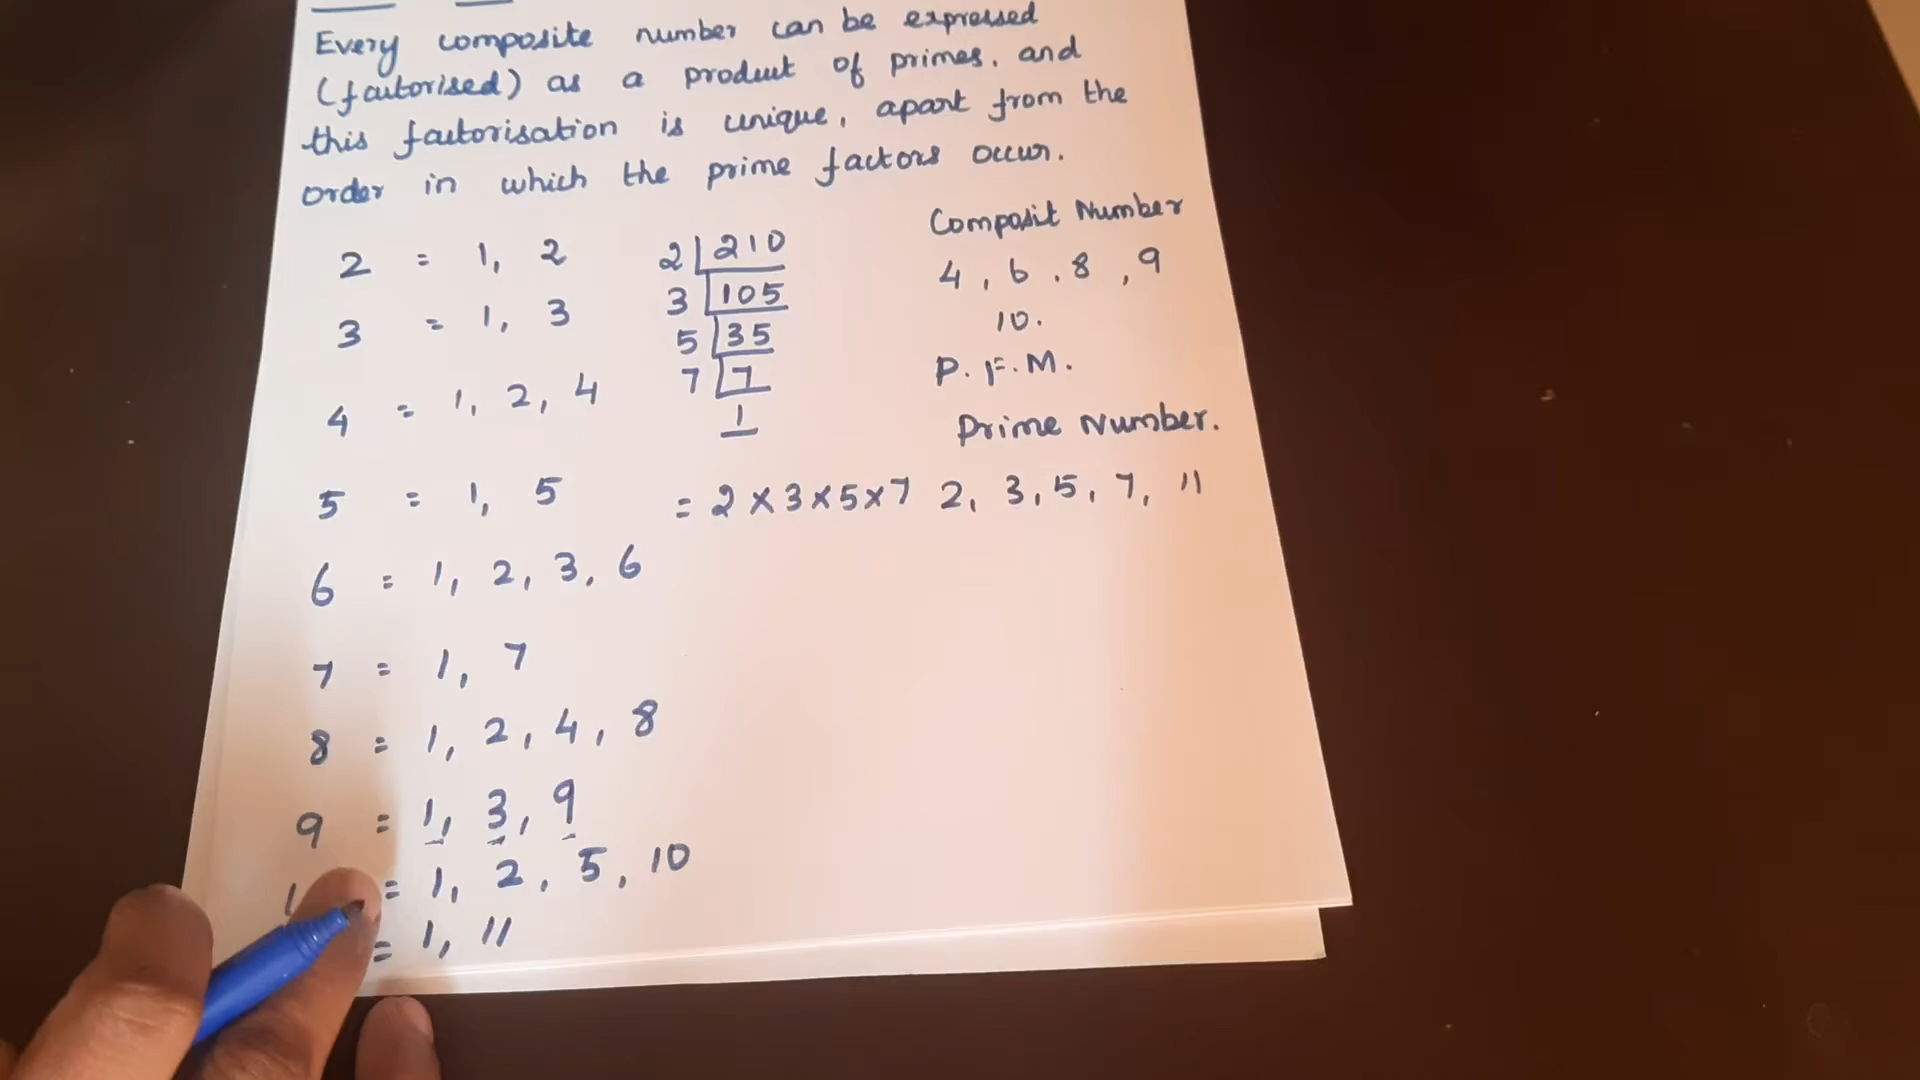 Every composite number can be expressed
(factorised) as a product of primes, and
this factorisation is unique, apart from the
order in which the prime factors occur.
2 = 1, 2
3 = 1, 3
4 = 1, 2, 4
5 = 1, 5
6 = 1, 2, 3, 6
7 = 1, 7
8 = 1, 2, 4, 8
9 = 1, 3, 9
= 1, 2, 5, 10
= 1, 11
2 | 210
3 | 105
5 | 35
7 | 7
1
= 2 × 3 × 5 × 7
Composit Number
4, 6, 8, 9
10.
P. F. M.
Prime Number.
2, 3, 5, 7, 11